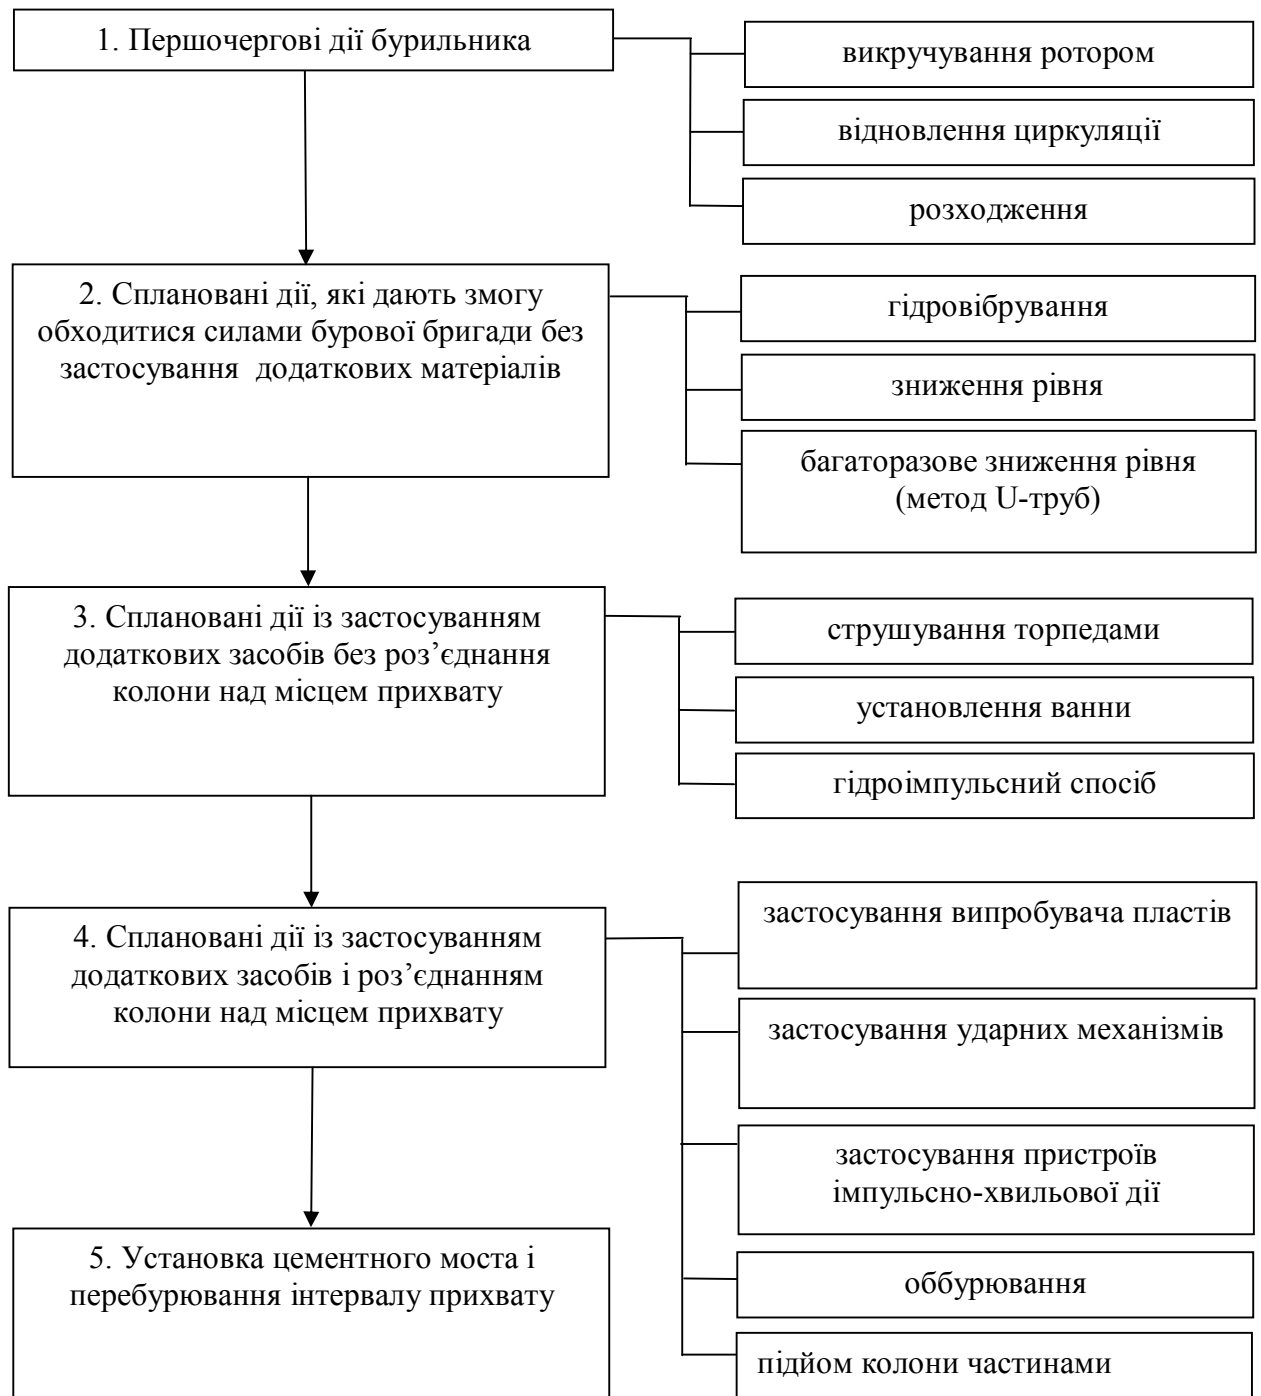 1. Першочергові дії бурильника
викручування ротором
відновлення циркуляції
розходження
2. Сплановані дії, які дають змогу
обходитися силами бурової бригади без
застосування додаткових матеріалів
гідровібрування
зниження рівня
багаторазове зниження рівня
(метод U-труб)
3. Сплановані дії із застосуванням
додаткових засобів без роз’єднання
колони над місцем прихвату
струшування торпедами
установлення ванни
гідроімпульсний спосіб
4. Сплановані дії із застосуванням
додаткових засобів і роз’єднанням
колони над місцем прихвату
застосування випробувача пластів
застосування ударних механізмів
застосування пристроїв
імпульсно-хвильової дії
оббурювання
підйом колони частинами
5. Установка цементного моста і
перебурювання інтервалу прихвату